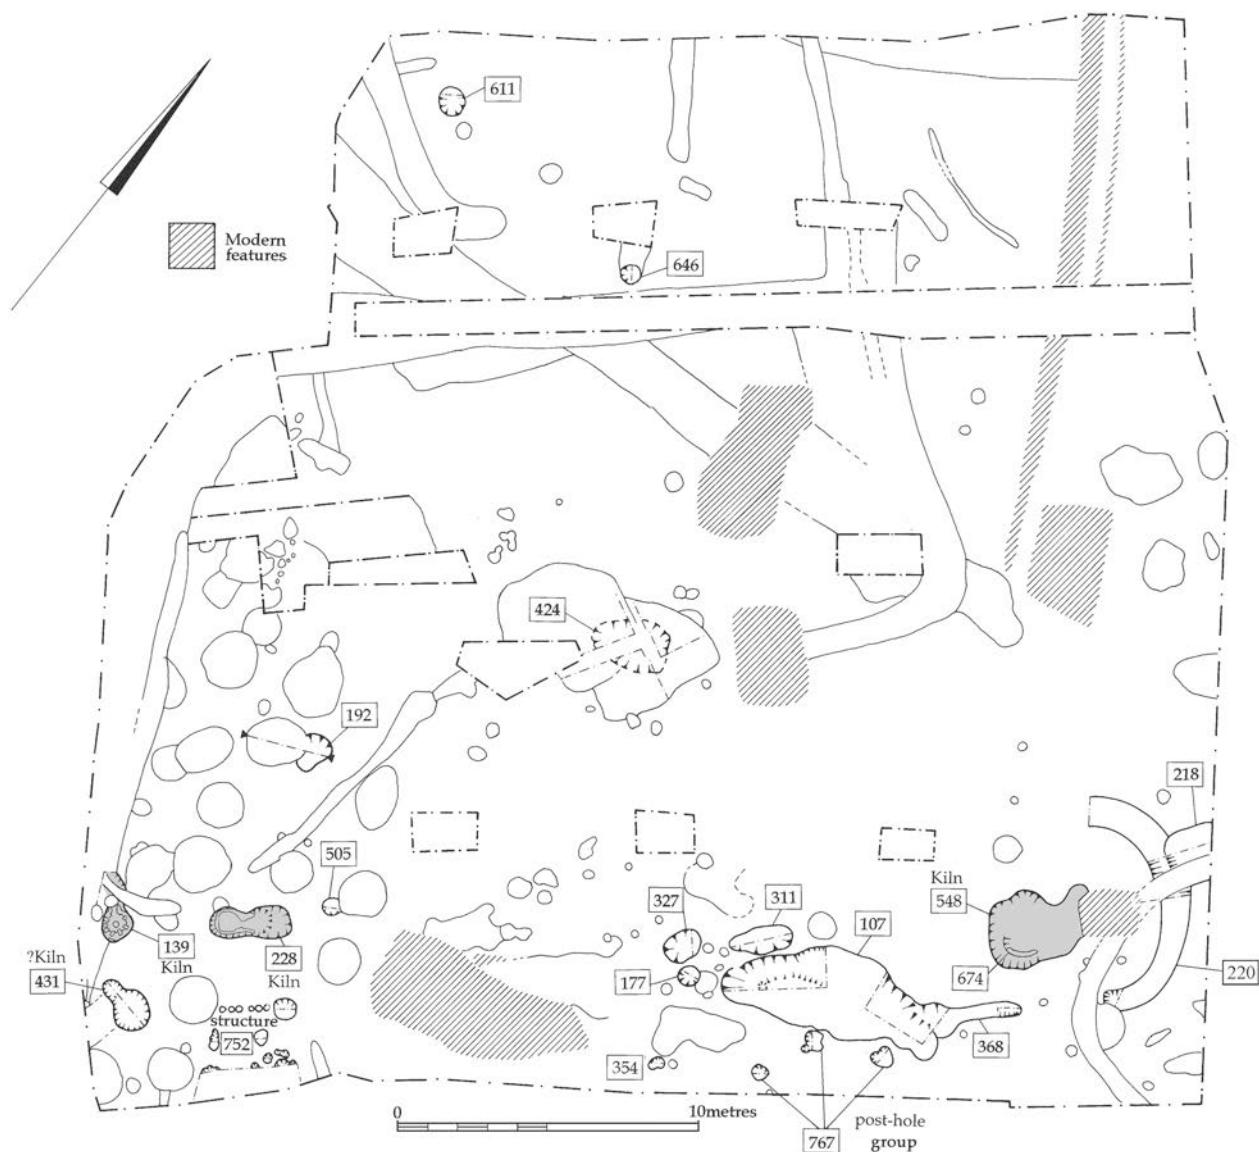 611
Modern
features
646
424
192
218
505
Kiln
548
327
311
107
139
Kiln
228
Kiln
?Kiln
431
177
674
220
structure
752
368
354
0
10metres
post-hole
group
767